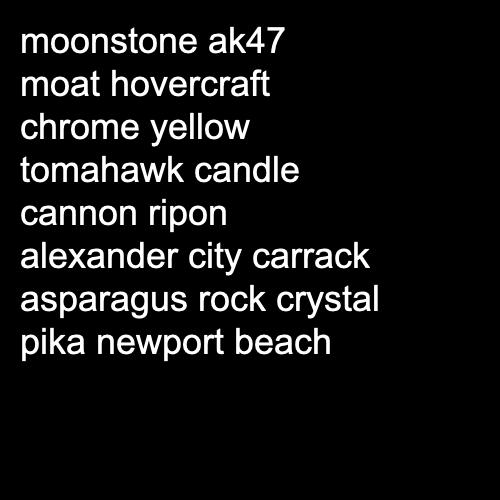 moonstone ak47
moat hovercraft
chrome yellow
tomahawk candle
cannon ripon
alexander city carrack
asparagus rock crystal
pika newport beach